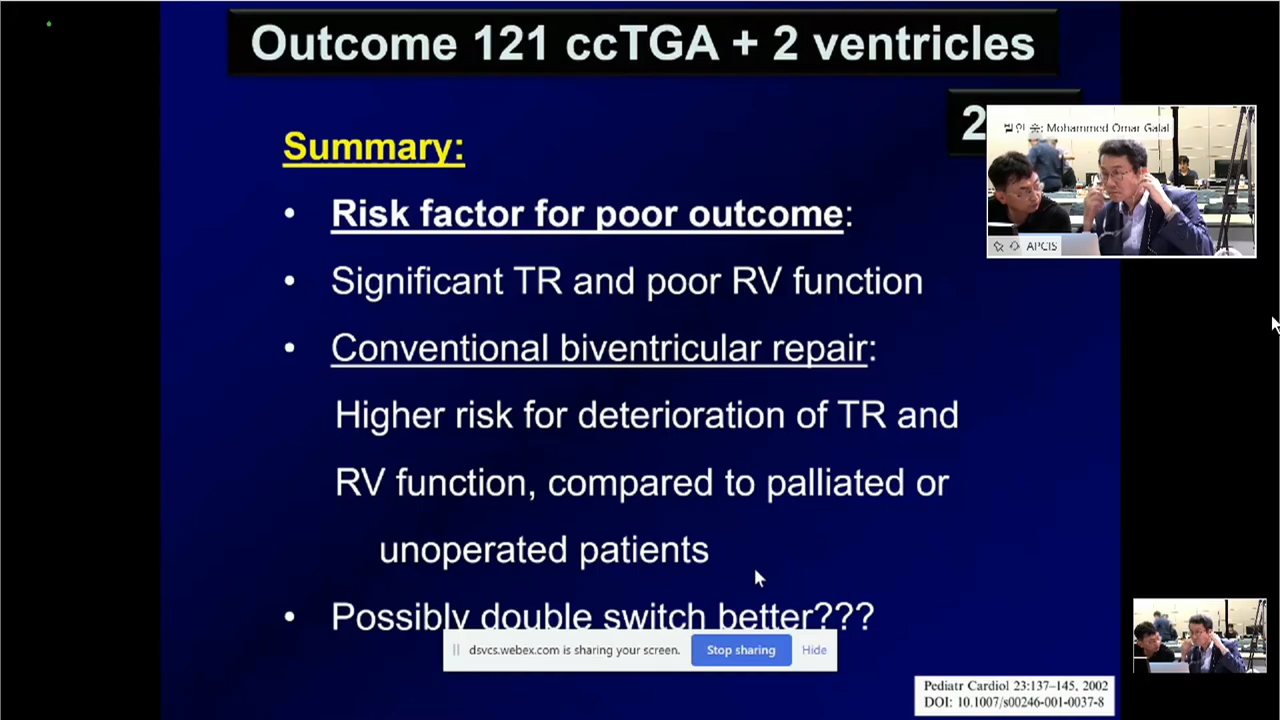 Outcome 121 ccTGA + 2 ventricles
2
발언 중: Mohammed Omar Galal
APCIS
Summary:
• Risk factor for poor outcome:
• Significant TR and poor RV function
• Conventional biventricular repair:
Higher risk for deterioration of TR and
RV function, compared to palliated or
unoperated patients
• Possibly double switch better???
dsvcs.webex.com is sharing your screen.
Stop sharing
Hide
Pediatr Cardiol 23:137–145, 2002
DOI: 10.1007/s00246-001-0037-8